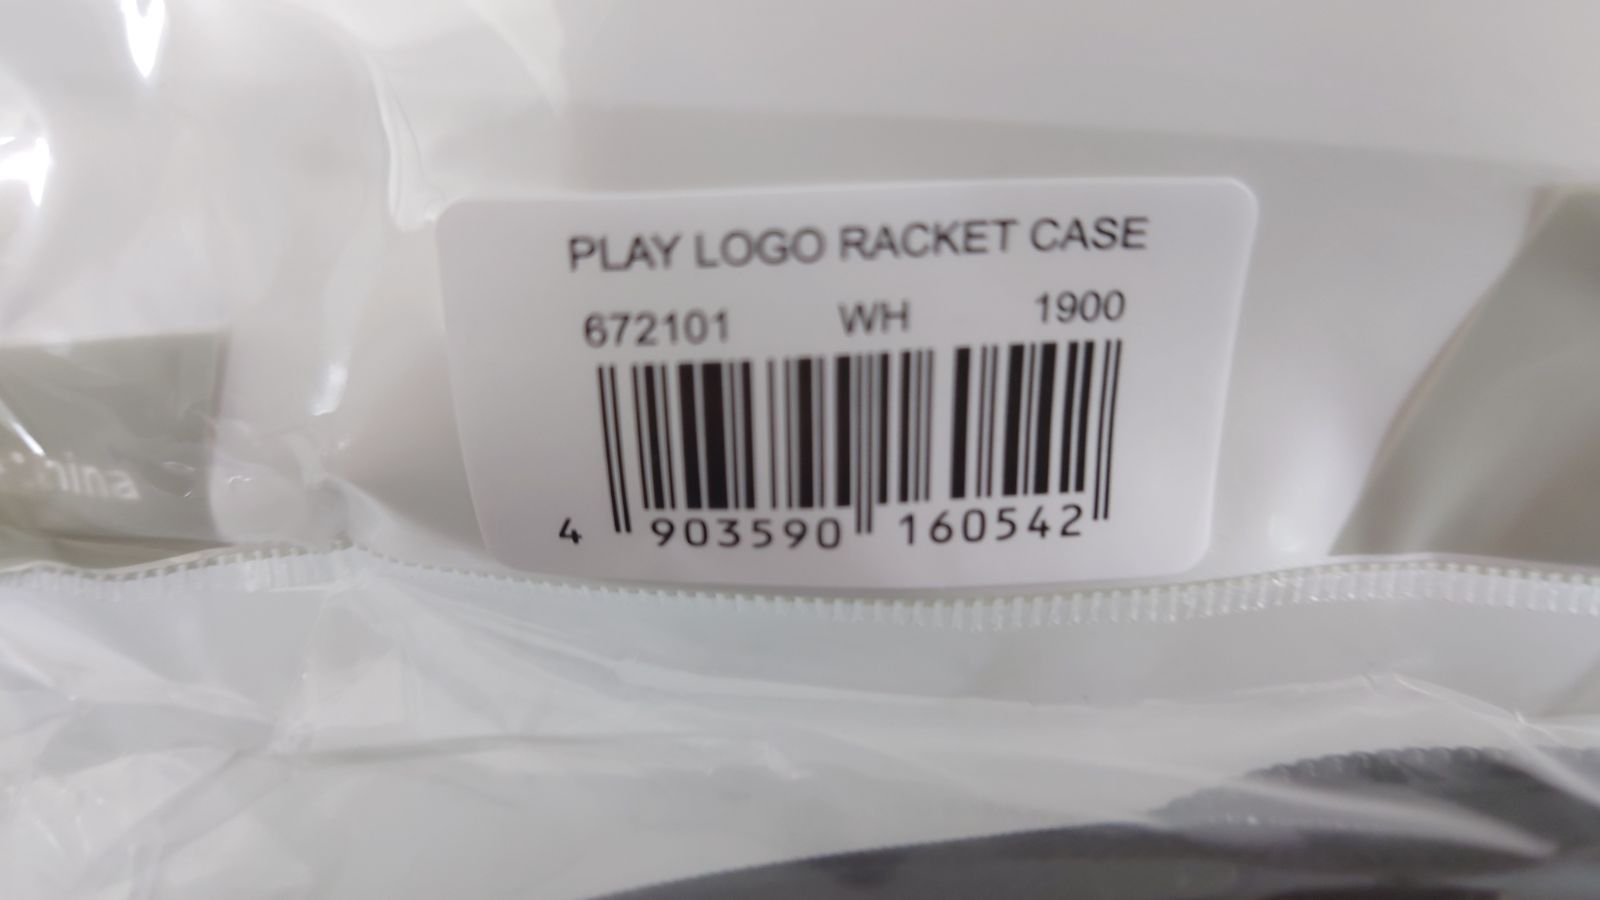 PLAY LOGO RACKET CASE
672101 WH 1900
4 903590 160542